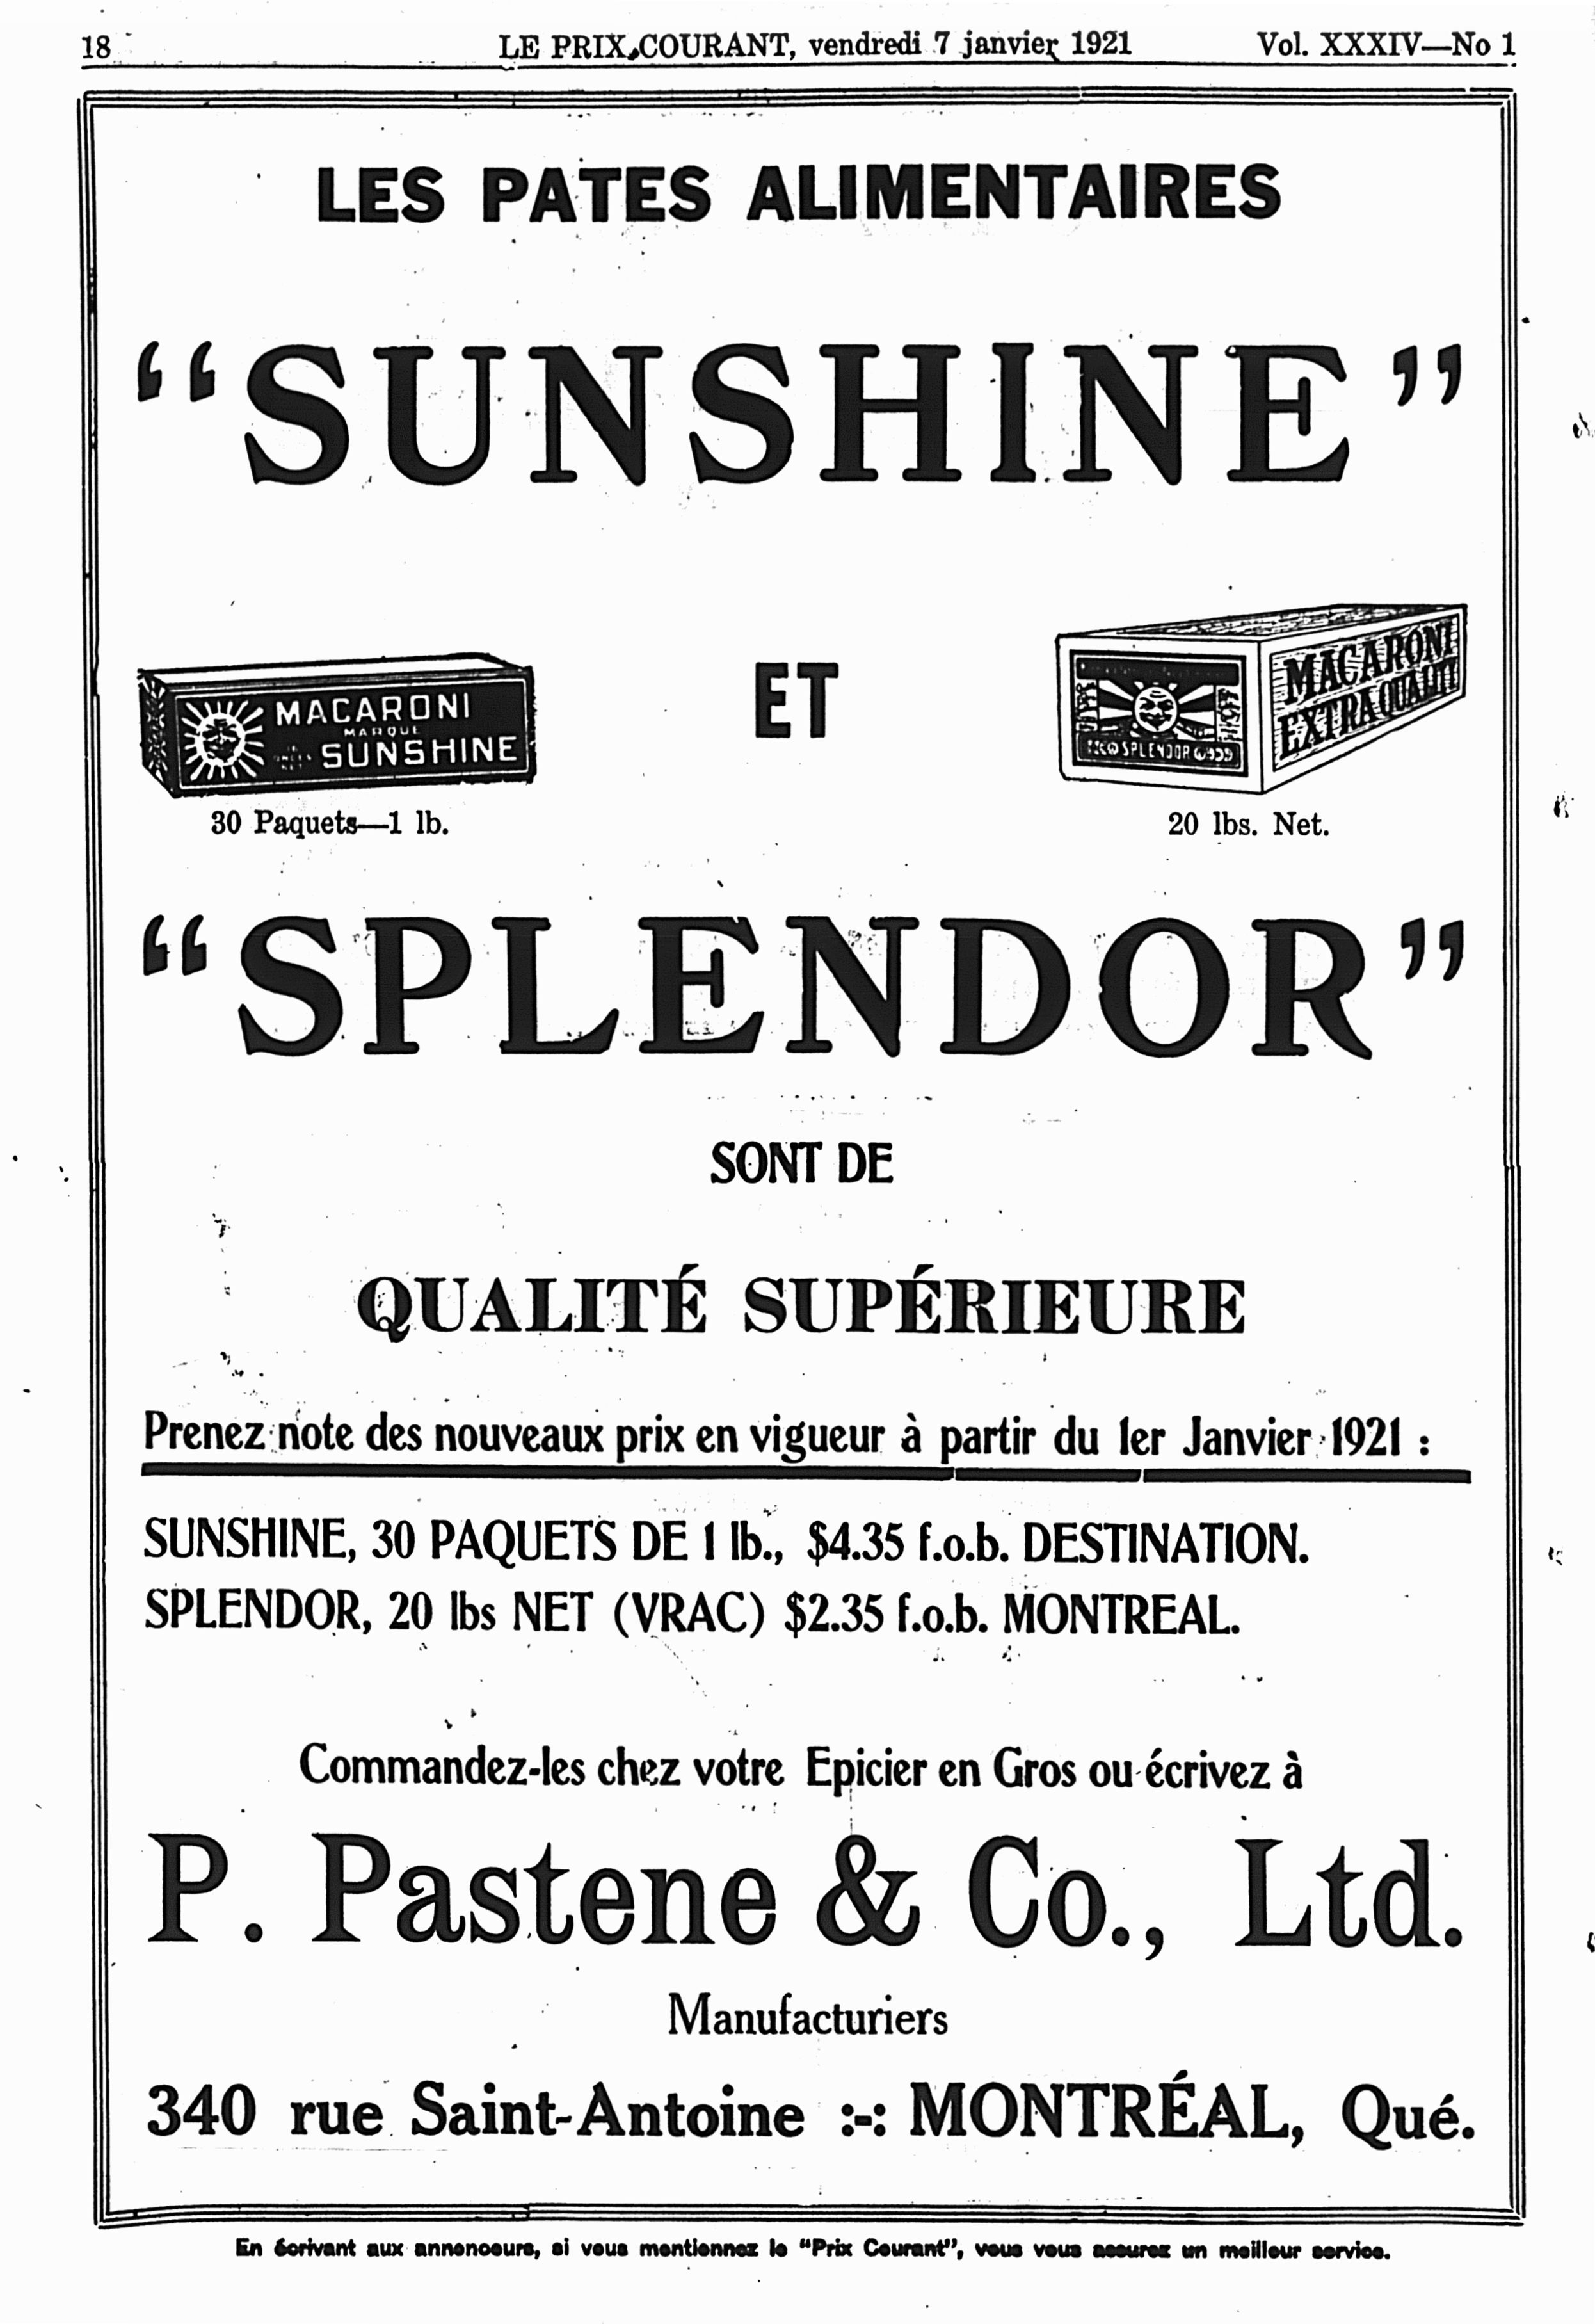 18 LE PRIX COURANT, vendredi 7 janvier 1921 Vol. XXXIV—No 1
LES PATES ALIMENTAIRES
“SUNSHINE”
MACARONI
MARQUE
SUNSHINE
30 Paquets—1 lb.
ET
MACARONI
EXTRA QUALITÉ
SPLENDOR
20 lbs. Net.
“SPLENDOR”
SONT DE
QUALITÉ SUPÉRIEURE
Prenez note des nouveaux prix en vigueur à partir du 1er Janvier 1921 :
SUNSHINE, 30 PAQUETS DE 1 lb., $4.35 f.o.b. DESTINATION.
SPLENDOR, 20 lbs NET (VRAC) $2.35 f.o.b. MONTREAL.
Commandez-les chez votre Epicier en Gros ou écrivez à
P. Pastene & Co., Ltd.
Manufacturiers
340 rue Saint-Antoine :-: MONTRÉAL, Qué.
En écrivant aux annonceurs, si vous mentionnez le “Prix Courant”, vous vous assurez un meilleur service.